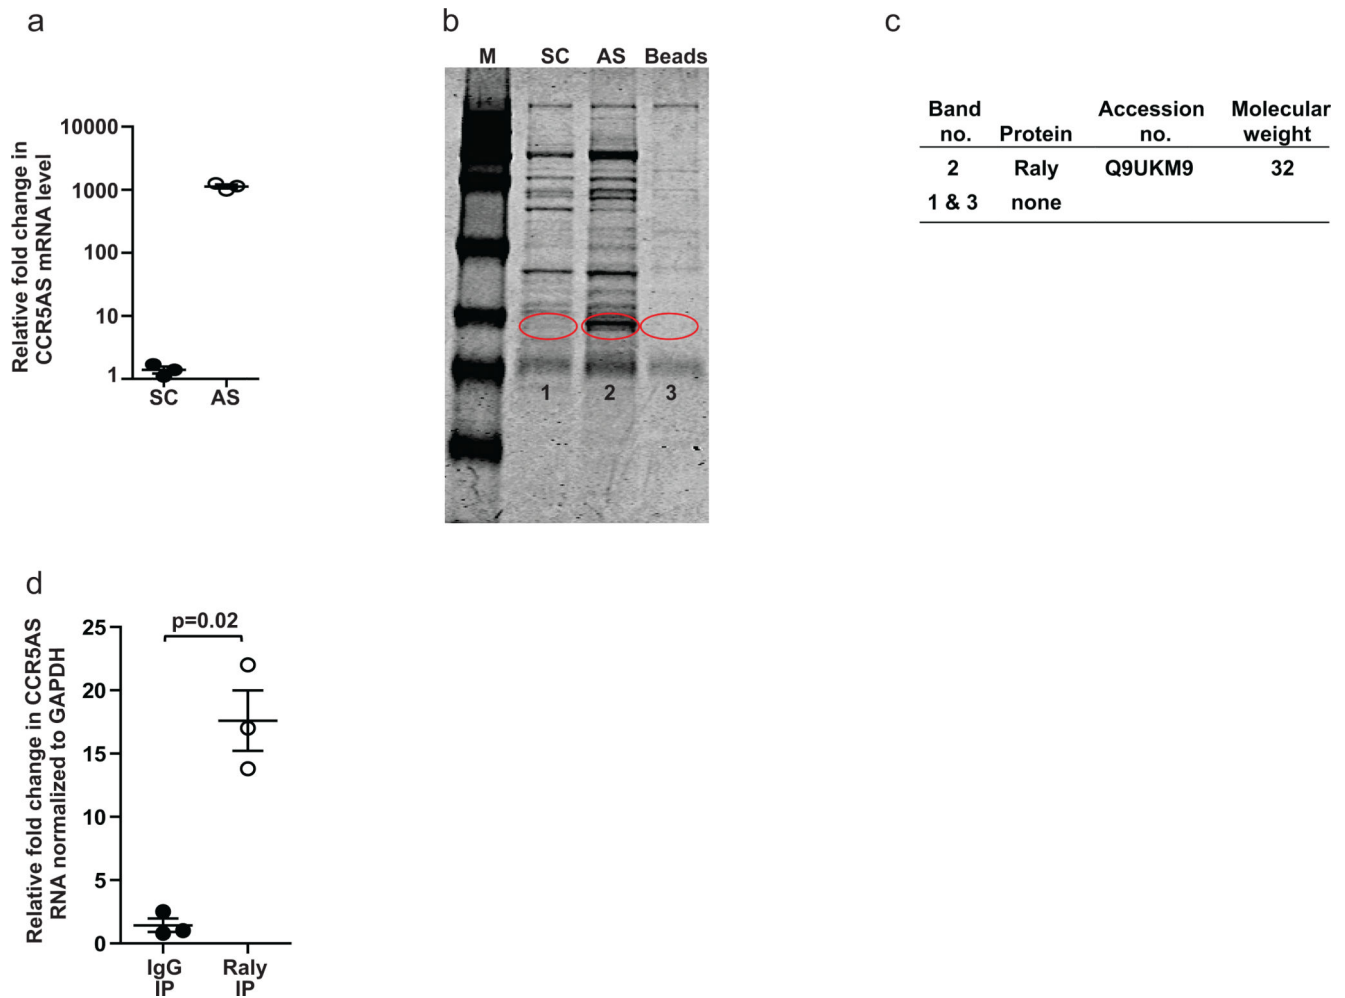 a
Relative fold change in
CCR5AS mRNA level
10000
1000
100
10
1
SC AS
b
M SC AS Beads
1 2 3
c
Band no. Protein Accession no. Molecular weight
2 Raly Q9UKM9 32
1 & 3 none
d
Relative fold change in CCR5AS
RNA normalized to GAPDH
p=0.02
25
20
15
10
5
0
IgG Raly
IP IP